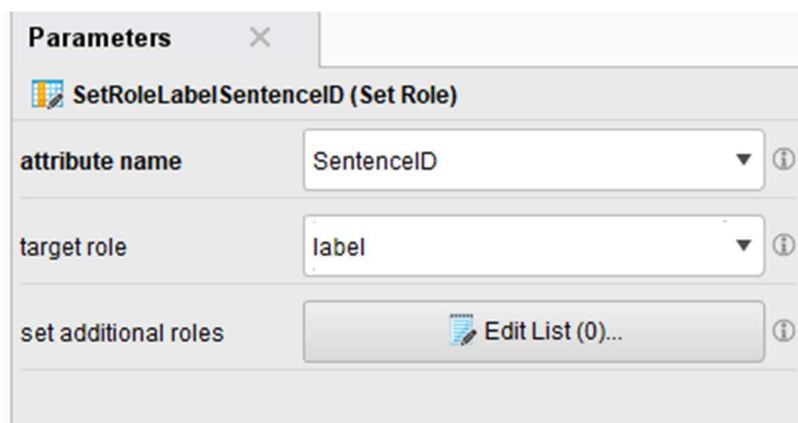 Parameters
SetRoleLabelSentenceID (Set Role)
attribute name SentenceID
target role label
set additional roles Edit List (0)...